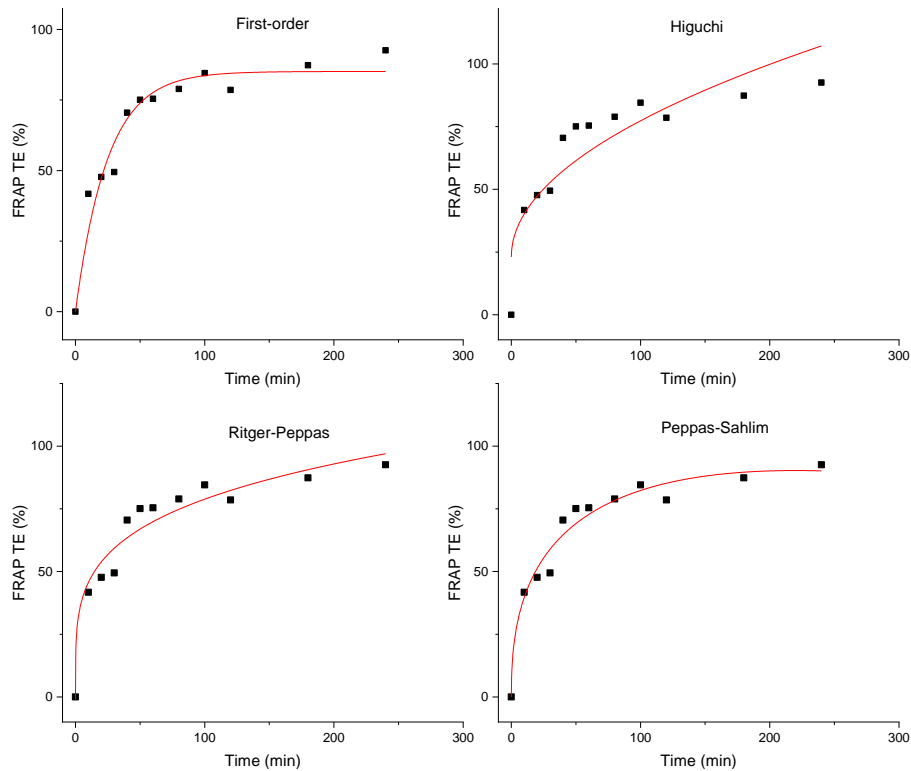 First-order
100
50
0
FRAP TE (%)
0
100
200
300
Time (min)
Higuchi
100
50
0
FRAP TE (%)
0
100
200
300
Time (min)
Ritger-Peppas
100
50
0
FRAP TE (%)
0
100
200
300
Time (min)
Peppas-Sahlim
100
50
0
FRAP TE (%)
0
100
200
300
Time (min)